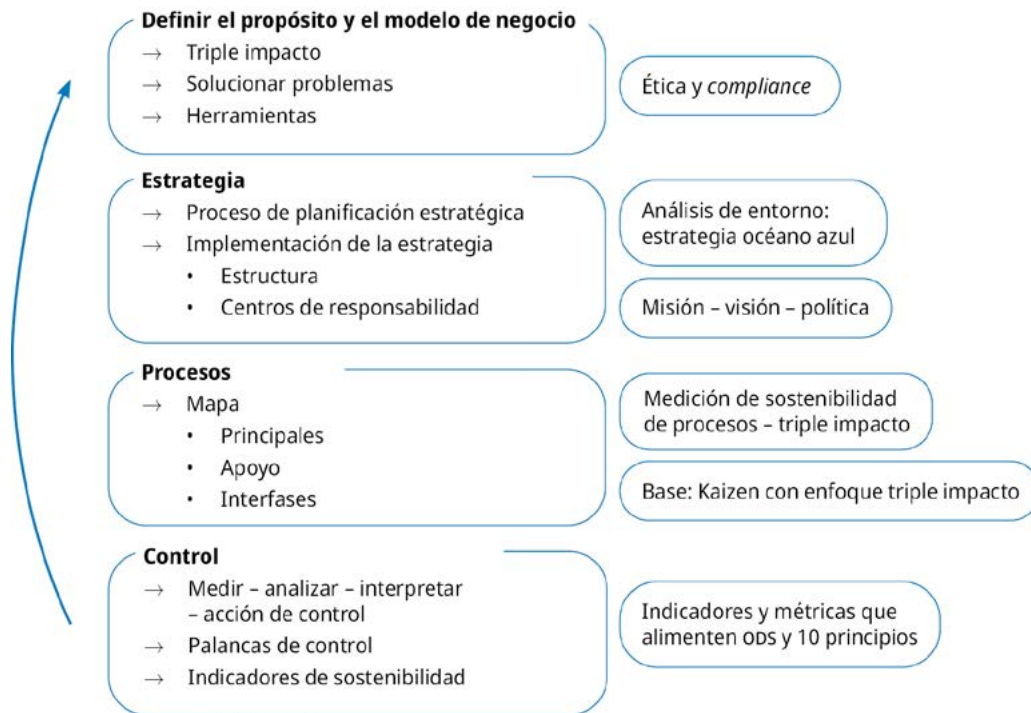 Definir el propósito y el modelo de negocio
→ Triple impacto
→ Solucionar problemas
→ Herramientas
Ética y compliance
Estrategia
→ Proceso de planificación estratégica
→ Implementación de la estrategia
• Estructura
• Centros de responsabilidad
Análisis de entorno:
estrategia océano azul
Misión – visión – política
Procesos
→ Mapa
• Principales
• Apoyo
• Interfases
Medición de sostenibilidad
de procesos – triple impacto
Base: Kaizen con enfoque triple impacto
Control
→ Medir – analizar – interpretar
– acción de control
→ Palancas de control
→ Indicadores de sostenibilidad
Indicadores y métricas que
alimenten ODS y 10 principios